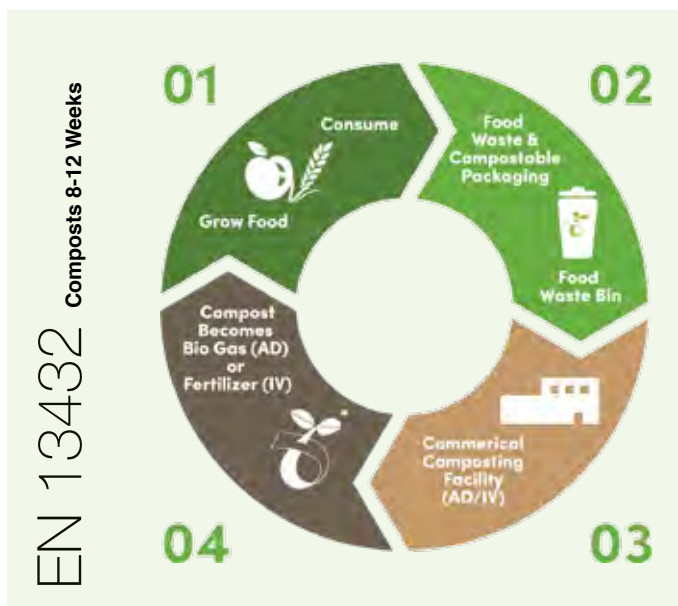 EN 13432 Composts 8-12 Weeks
01
Consume
Grow Food
02
Food
Waste &
Compostable
Packaging
Food
Waste Bin
03
Commerical
Composting
Facility
(AD/IV)
04
Compost
Becomes
Bio Gas (AD)
or
Fertilizer (IV)